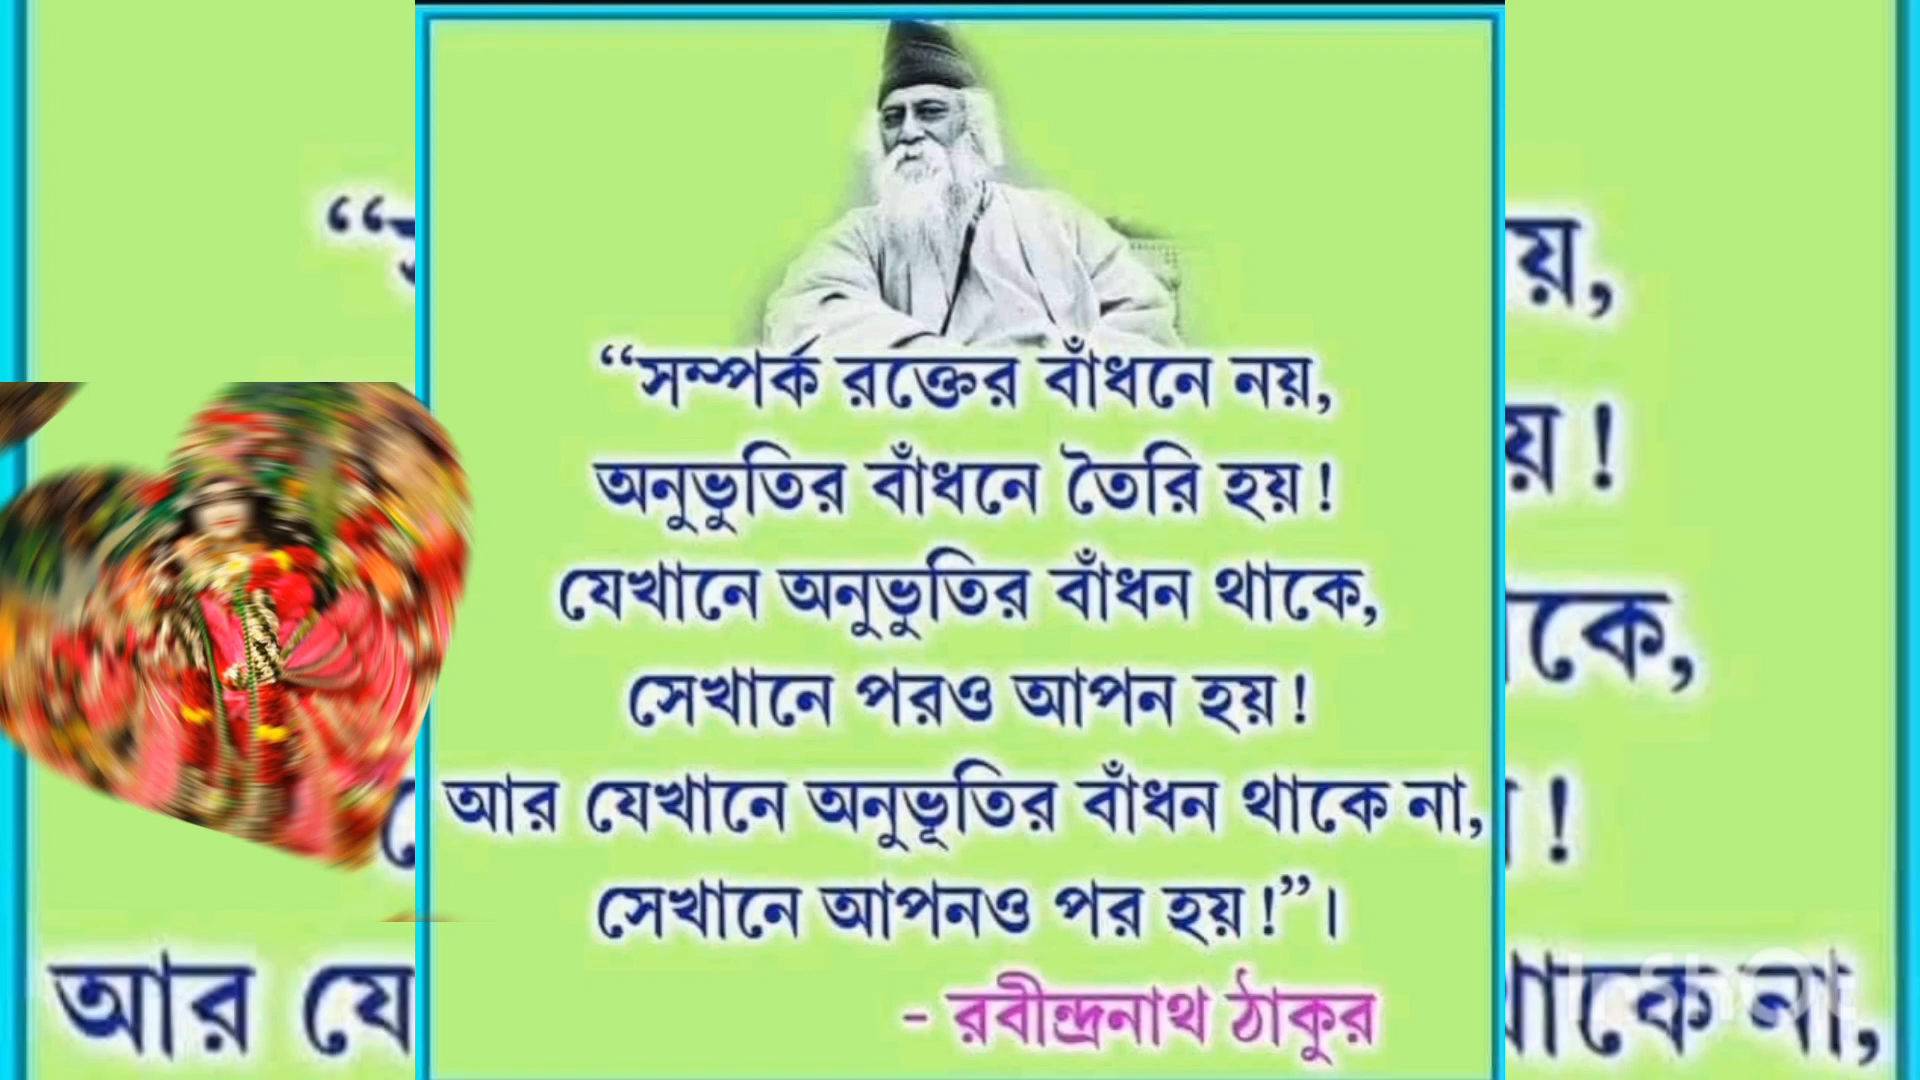 “সম্পর্ক রক্তের বাঁধনে নয়,
অনুভুতির বাঁধনে তৈরি হয়!
যেখানে অনুভুতির বাঁধন থাকে,
সেখানে পরও আপন হয়!
আর যেখানে অনুভূতির বাঁধন থাকে না,
সেখানে আপনও পর হয়!”।
- রবীন্দ্রনাথ ঠাকুর